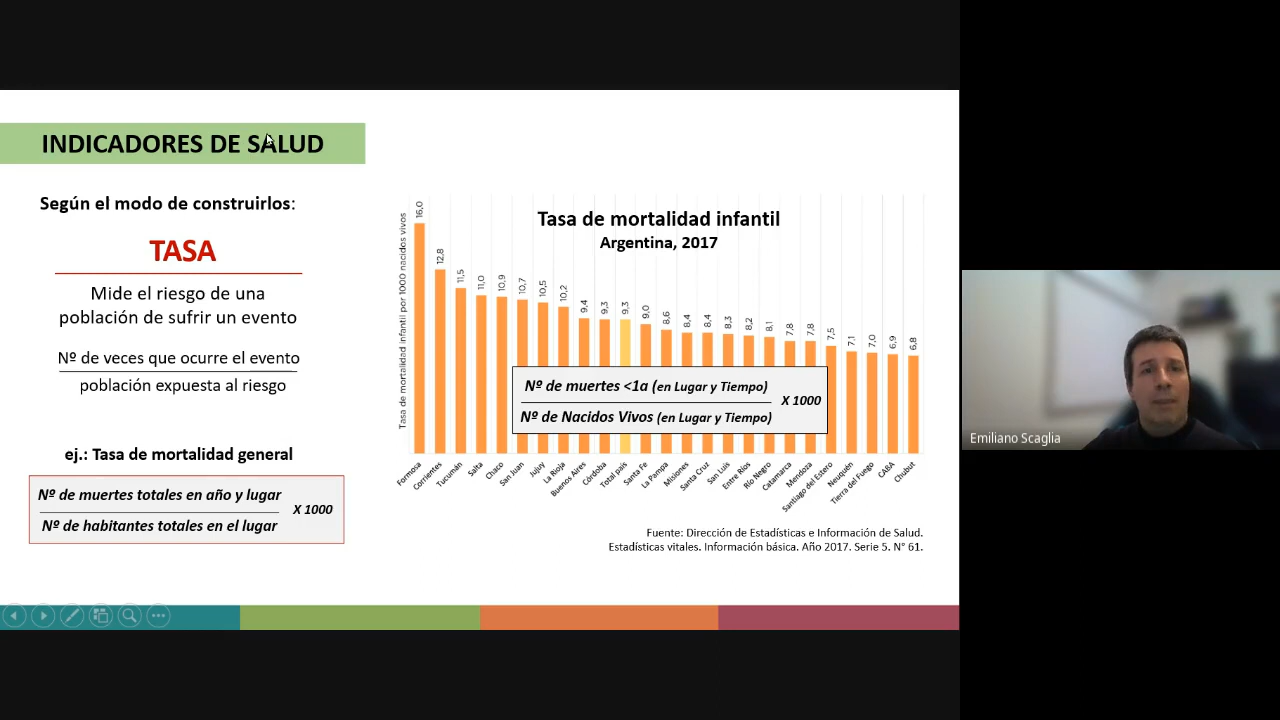 INDICADORES DE SALUD
Según el modo de construirlos:
TASA
Mide el riesgo de una
población de sufrir un evento
Nº de veces que ocurre el evento
población expuesta al riesgo
ej.: Tasa de mortalidad general
Nº de muertes totales en año y lugar
Nº de habitantes totales en el lugar
X 1000
Tasa de mortalidad infantil
Argentina, 2017
Tasa de mortalidad infantil por 1000 nacidos vivos
16,0
12,8
11,5
11,0
10,9
10,7
10,5
10,2
9,4
9,3
9,3
9,0
8,6
8,4
8,4
8,3
8,2
8,1
7,8
7,8
7,5
7,1
7,0
6,9
6,8
Nº de muertes <1a (en Lugar y Tiempo)
Nº de Nacidos Vivos (en Lugar y Tiempo)
X 1000
Formosa
Corrientes
Tucumán
Salta
Chaco
San Juan
Jujuy
La Rioja
Buenos Aires
Córdoba
Total país
Santa Fe
La Pampa
Misiones
Santa Cruz
San Luis
Entre Ríos
Río Negro
Catamarca
Mendoza
Santiago del Estero
Neuquén
Tierra del Fuego
CABA
Chubut
Fuente: Dirección de Estadísticas e Información de Salud.
Estadísticas vitales. Información básica. Año 2017. Serie 5. N° 61.
Emiliano Scaglia